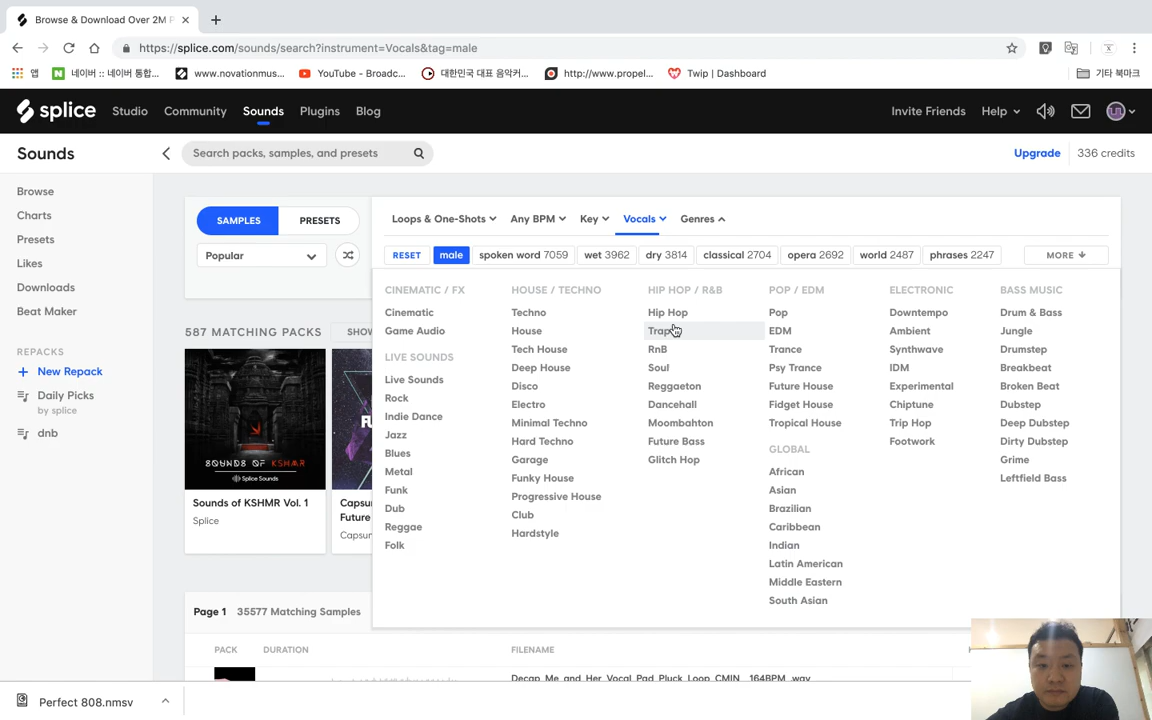 Browse & Download Over 2M P
https://splice.com/sounds/search?instrument=Vocals&tag=male
앱
네이버 :: 네이버 통합...
www.novationmus...
YouTube - Broadc...
대한민국 대표 음악커...
http://www.propel...
Twip | Dashboard
기타 북마크
splice
Studio
Community
Sounds
Plugins
Blog
Invite Friends
Help
Sounds
Search packs, samples, and presets
Upgrade
336 credits
Browse
Charts
Presets
Likes
Downloads
Beat Maker
REPACKS
New Repack
Daily Picks
by splice
dnb
SAMPLES
PRESETS
Popular
Loops & One-Shots
Any BPM
Key
Vocals
Genres
RESET
male
spoken word 7059
wet 3962
dry 3814
classical 2704
opera 2692
world 2487
phrases 2247
MORE
CINEMATIC / FX
Cinematic
Game Audio
LIVE SOUNDS
Live Sounds
Rock
Indie Dance
Jazz
Blues
Metal
Funk
Dub
Reggae
Folk
HOUSE / TECHNO
Techno
House
Tech House
Deep House
Disco
Electro
Minimal Techno
Hard Techno
Garage
Funky House
Progressive House
Club
Hardstyle
HIP HOP / R&B
Hip Hop
Trap
RnB
Soul
Reggaeton
Dancehall
Moombahton
Future Bass
Glitch Hop
POP / EDM
Pop
EDM
Trance
Psy Trance
Future House
Fidget House
Tropical House
GLOBAL
African
Asian
Brazilian
Caribbean
Indian
Latin American
Middle Eastern
South Asian
ELECTRONIC
Downtempo
Ambient
Synthwave
IDM
Experimental
Chiptune
Trip Hop
Footwork
BASS MUSIC
Drum & Bass
Jungle
Drumstep
Breakbeat
Broken Beat
Dubstep
Deep Dubstep
Dirty Dubstep
Grime
Leftfield Bass
587 MATCHING PACKS
SHOW
SOUNDS OF KSHMR
Splice Sounds
Sounds of KSHMR Vol. 1
Splice
Capsu
Future
Capsun
Page 1
35577 Matching Samples
PACK
DURATION
FILENAME
Decap_Me_and_Her_Vocal_Pad_Pluck_Loop_CMIN_164BPM_.wav
Perfect 808.nmsv